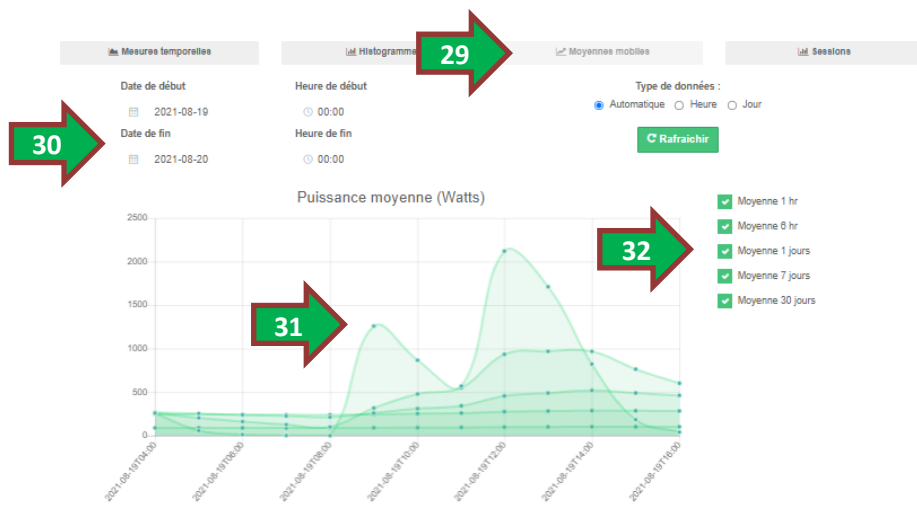 Mesures temporelles
Histogramme
29
Moyennes mobiles
Sessions
Date de début
Heure de début
Type de données :
2021-08-19
00:00
Automatique
Heure
Jour
30
Date de fin
Heure de fin
Rafraichir
2021-08-20
00:00
Puissance moyenne (Watts)
Moyenne 1 hr
Moyenne 6 hr
32
Moyenne 1 jours
Moyenne 7 jours
Moyenne 30 jours
31
2500
2000
1500
1000
500
0
2021-08-19T04:00
2021-08-19T06:00
2021-08-19T08:00
2021-08-19T10:00
2021-08-19T12:00
2021-08-19T14:00
2021-08-19T16:00